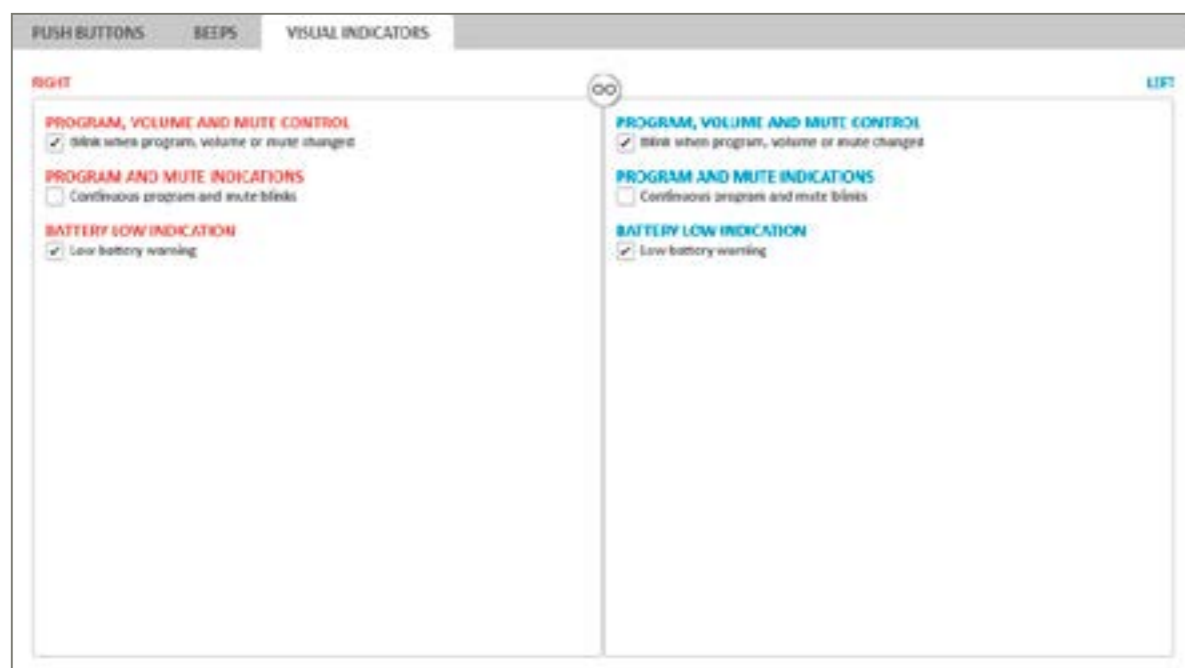 PUSH BUTTONS BEEPS VISUAL INDICATORS
RIGHT LEFT
PROGRAM, VOLUME AND MUTE CONTROL
Blink when program, volume or mute changed
PROGRAM AND MUTE INDICATIONS
Continuous program and mute blinks
BATTERY LOW INDICATION
Low battery warning
PROGRAM, VOLUME AND MUTE CONTROL
Blink when program, volume or mute changed
PROGRAM AND MUTE INDICATIONS
Continuous program and mute blinks
BATTERY LOW INDICATION
Low battery warning